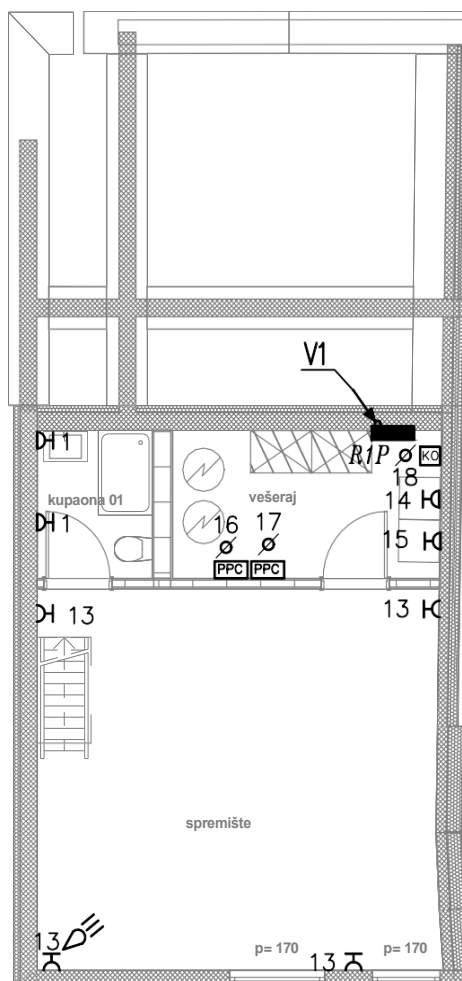 V1
1
R1P
KO
18
kupaona 01
vešeraj
14
1
16
17
15
PPC
PPC
13
13
spremište
13
p= 170
13
p= 170